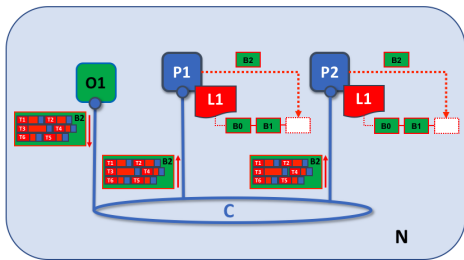 B2
B2
O1
P1
P2
L1
L1
B0 B1
B0 B1
T1 T2 B2
T3 T4
T6 T5
T1 T2 B2
T3 T4
T6 T5
T1 T2 B2
T3 T4
T6 T5
C
N